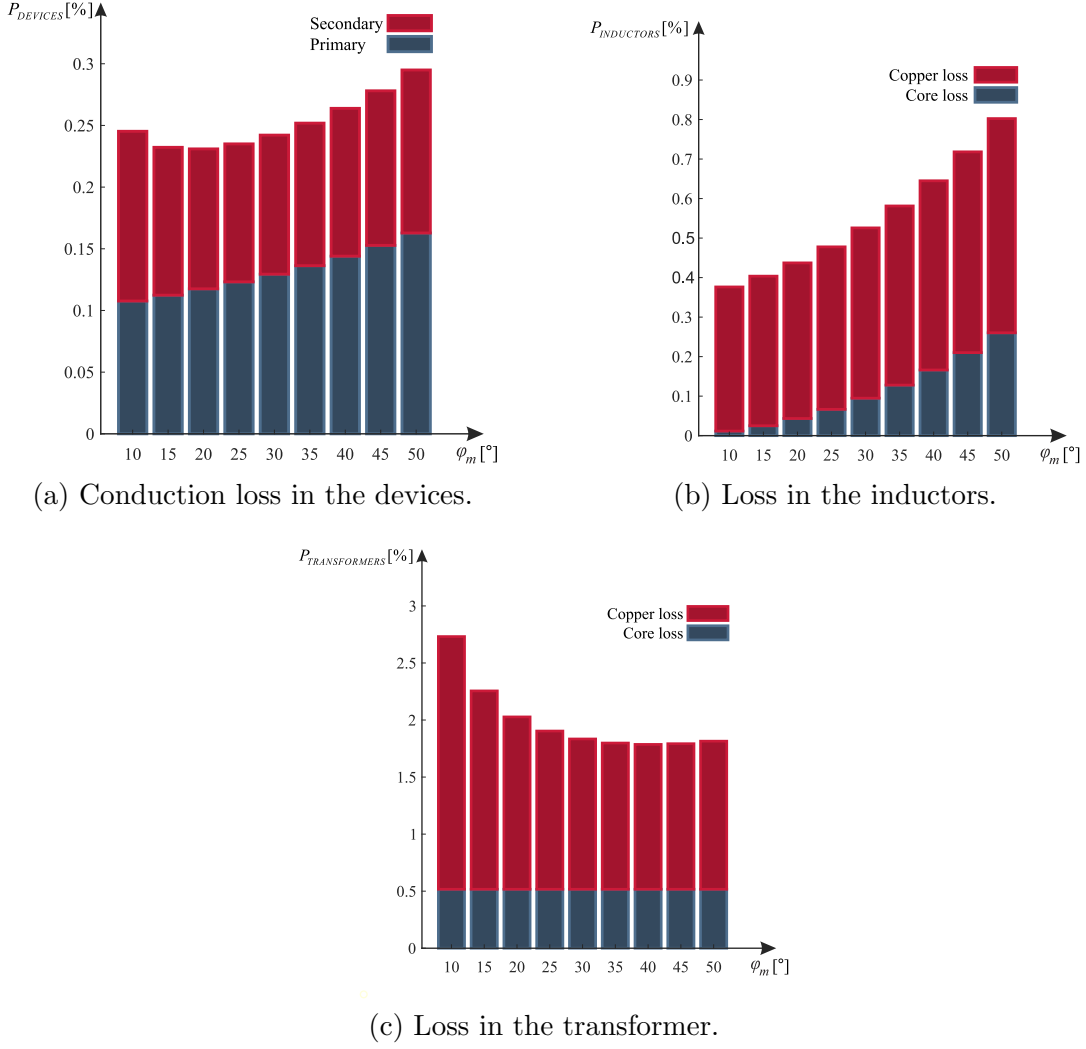 P_DEVICES [%]
Secondary
Primary
0.3
0.25
0.2
0.15
0.1
0.05
0
10 15 20 25 30 35 40 45 50
φ_m [°]
(a) Conduction loss in the devices.
P_INDUCTORS [%]
Copper loss
Core loss
0.9
0.8
0.7
0.6
0.5
0.4
0.3
0.2
0.1
0
10 15 20 25 30 35 40 45 50
φ_m [°]
(b) Loss in the inductors.
P_TRANSFORMERS [%]
Copper loss
Core loss
3
2.5
2
1.5
1
0.5
0
10 15 20 25 30 35 40 45 50
φ_m [°]
(c) Loss in the transformer.